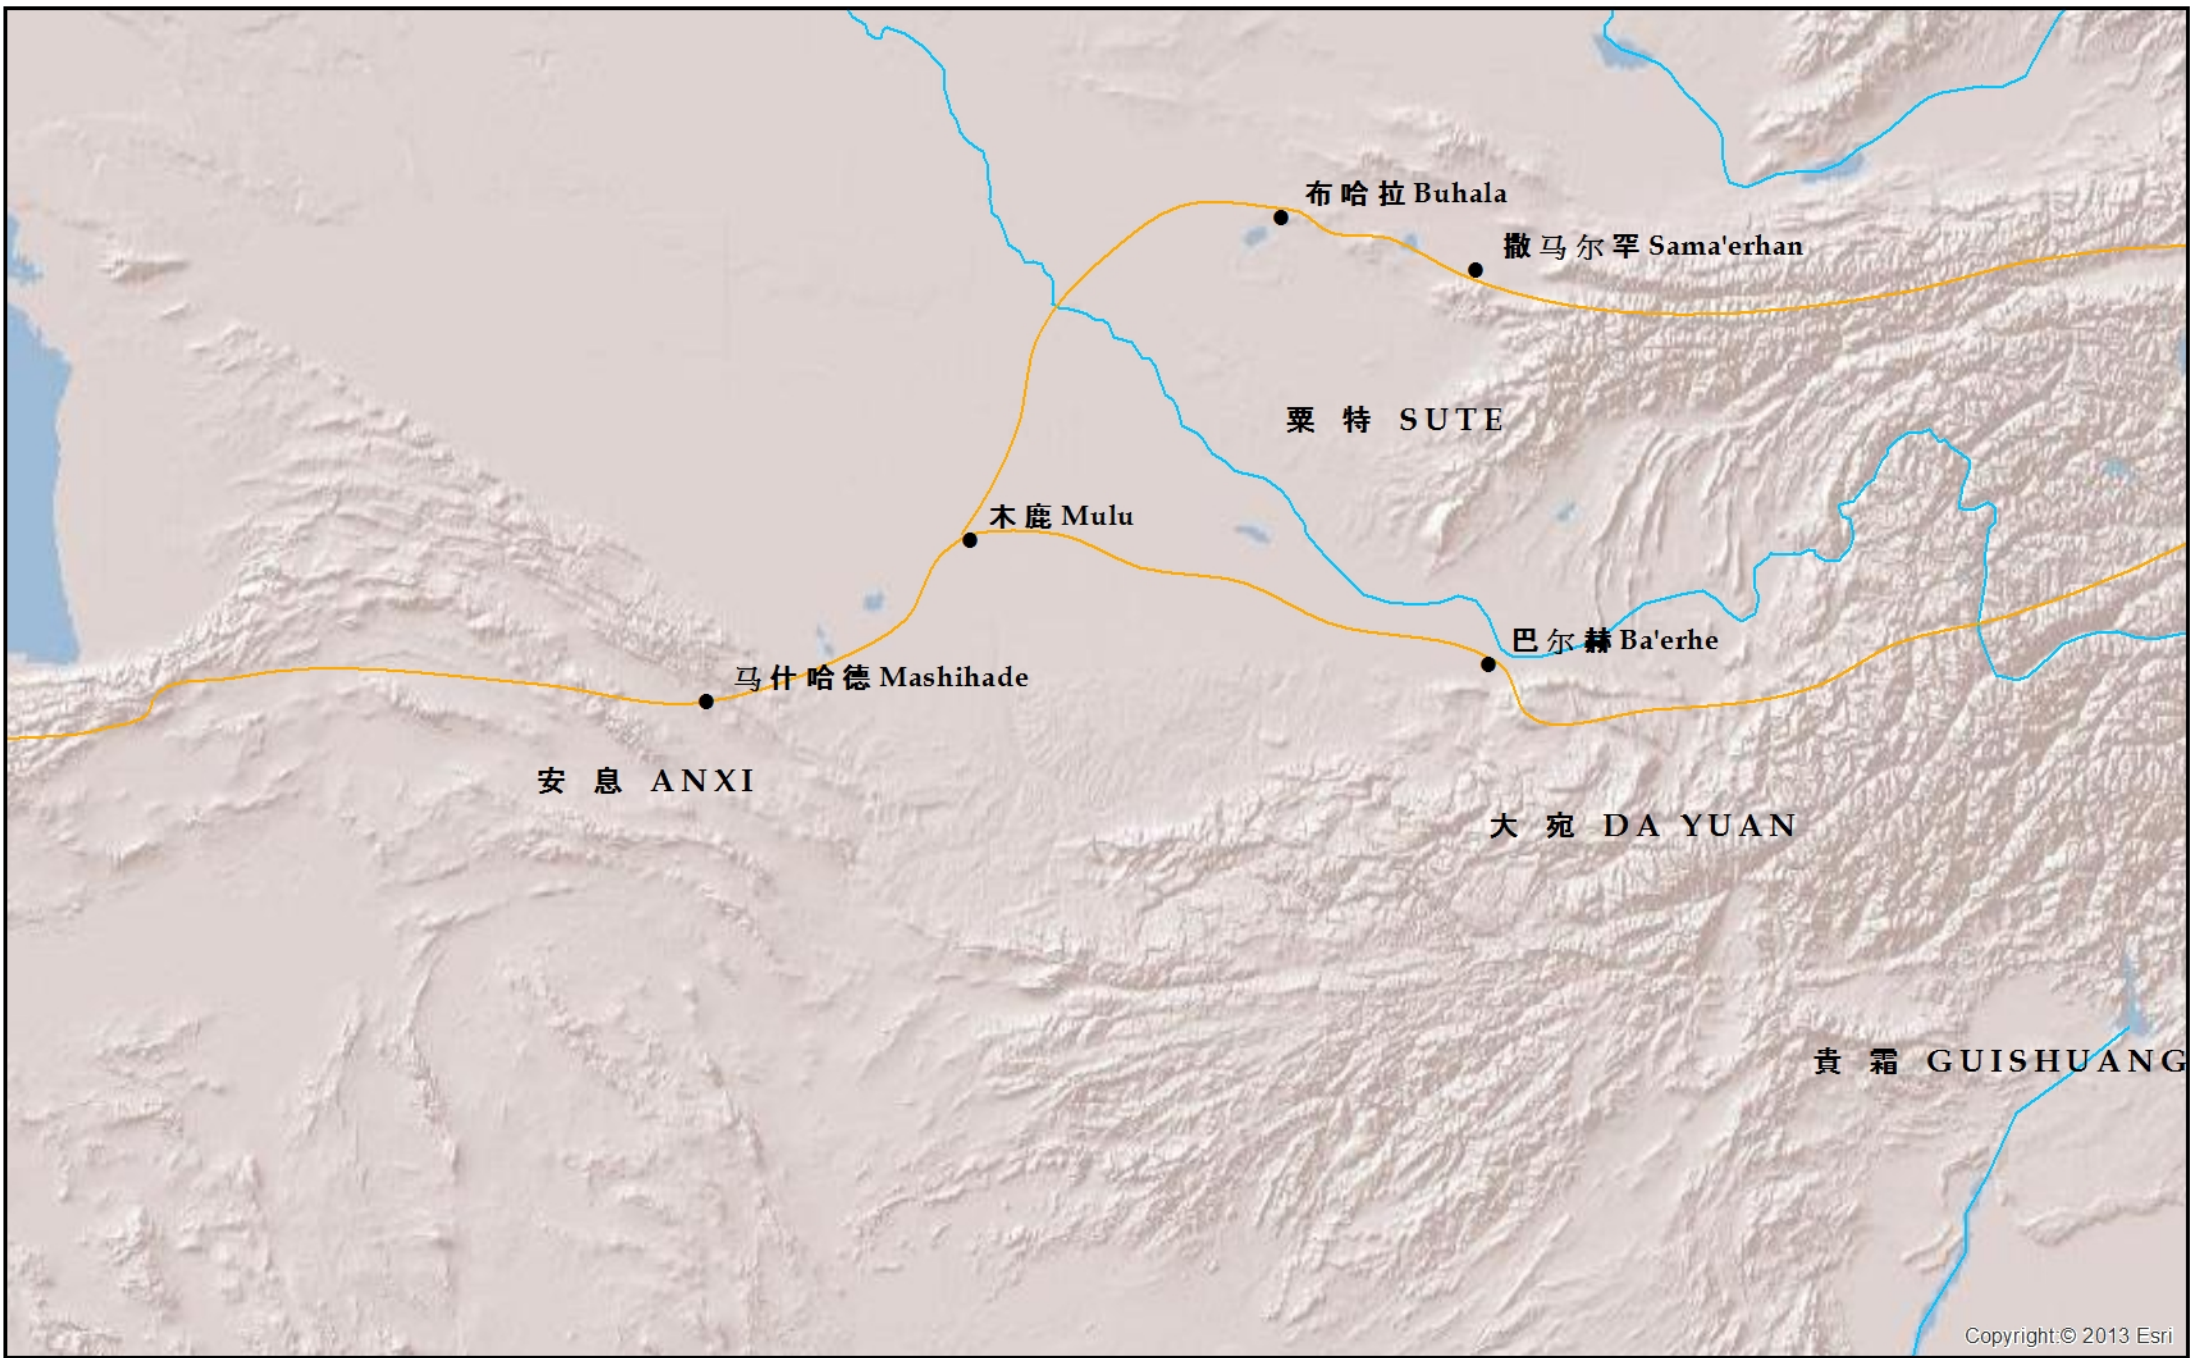 布哈拉 Buhala
撒马尔罕 Sama'erhan
粟特 SUTE
木鹿 Mulu
巴尔赫 Ba'erhe
马什哈德 Mashihade
安息 ANXI
大宛 DA YUAN
貴霜 GUISHUANG
Copyright:© 2013 Esri